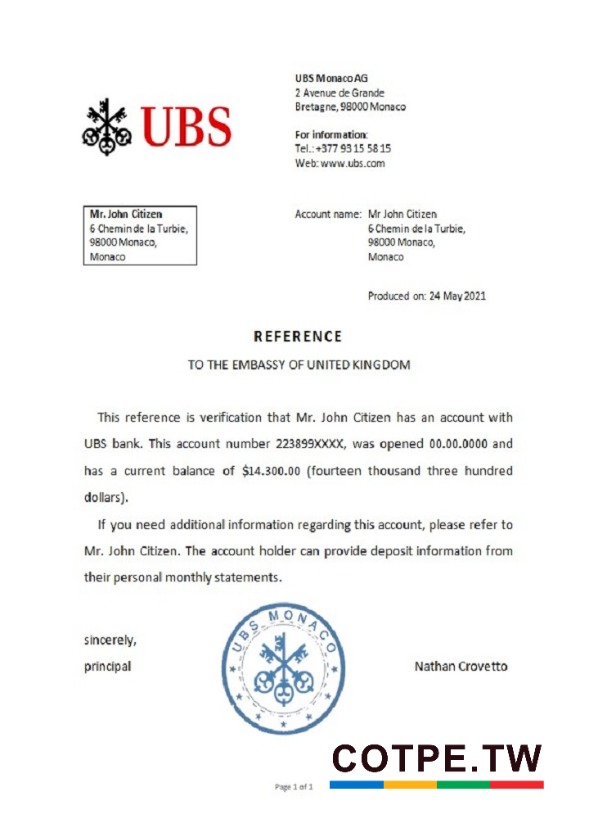 UBS Monaco AG
2 Avenue de Grande
Bretagne, 98000 Monaco
UBS
For information:
Tel.: +377 93 15 58 15
Web: www.ubs.com
Mr. John Citizen
6 Chemin de la Turbie,
98000 Monaco,
Monaco
Account name: Mr John Citizen
6 Chemin de la Turbie,
98000 Monaco,
Monaco
Produced on: 24 May 2021
REFERENCE
TO THE EMBASSY OF UNITED KINGDOM
This reference is verification that Mr. John Citizen has an account with
UBS bank. This account number 223899XXXX, was opened 00.00.0000 and
has a current balance of $14.300.00 (fourteen thousand three hundred
dollars).
If you need additional information regarding this account, please refer to
Mr. John Citizen. The account holder can provide deposit information from
their personal monthly statements.
sincerely,
principal
UBS MONACO
Nathan Crovetto
COTPE.TW
Page 1 of 1